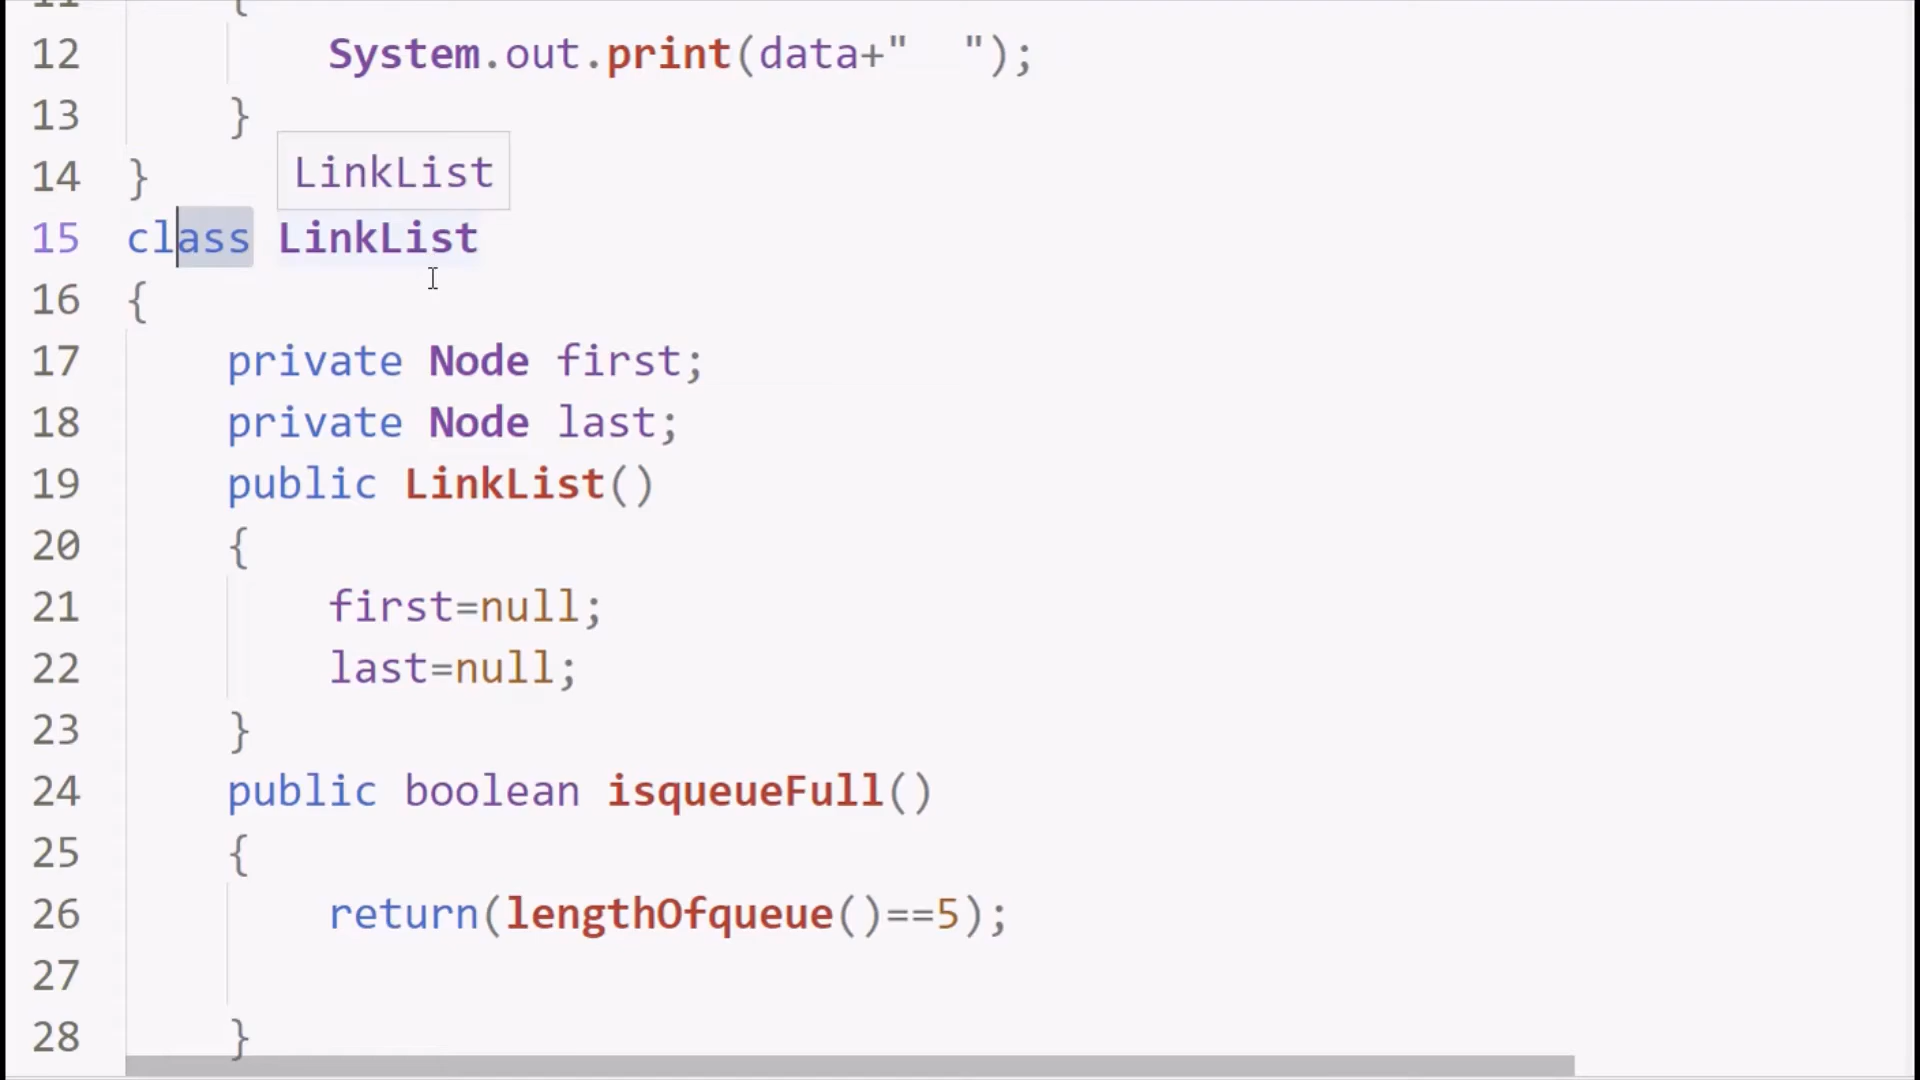 {
12 System.out.print(data+"  ");
13 }
LinkList
14 }
15 class LinkList
16 {
17 private Node first;
18 private Node last;
19 public LinkList()
20 {
21 first=null;
22 last=null;
23 }
24 public boolean isqueueFull()
25 {
26 return(lengthOfqueue()==5);
27
28 }